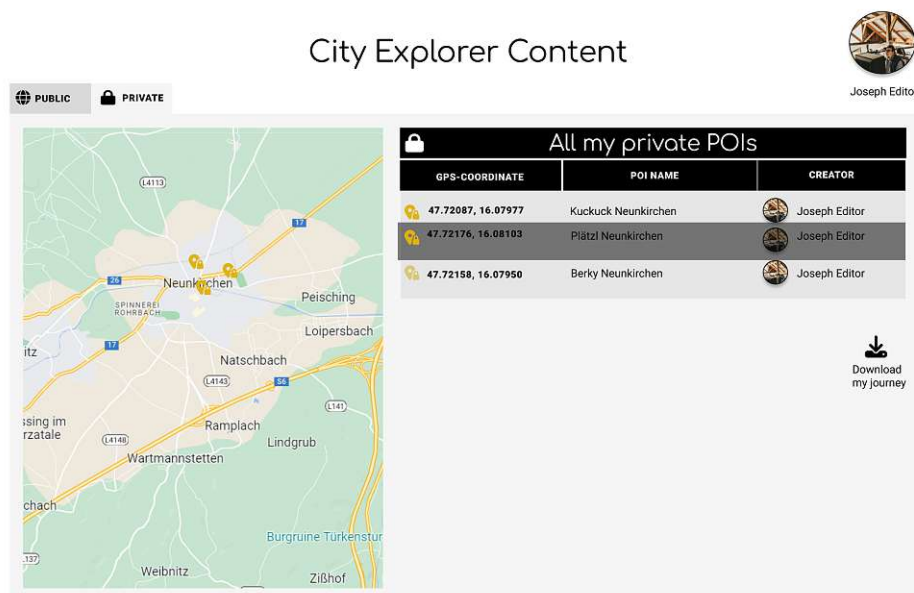 City Explorer Content
Joseph Edito
PUBLIC
PRIVATE
All my private POIs
GPS-COORDINATE
POI NAME
CREATOR
47.72087, 16.07977
Kuckuck Neunkirchen
Joseph Editor
47.72176, 16.08103
Plätzl Neunkirchen
Joseph Editor
47.72158, 16.07950
Berky Neunkirchen
Joseph Editor
Download
my journey
L4113
17
26
Neunkirchen
SPINNEREI
ROHRBACH
Peisching
Loipersbach
itz
17
Natschbach
L4143
S6
L141
ssing im
rzatale
Ramplach
L4148
Lindgrub
Wartmannstetten
chach
Burgruine Türkenstur
137
Weibnitz
Zißhof